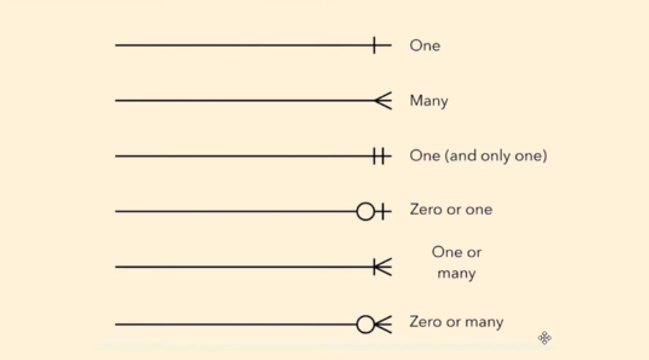 One
Many
One (and only one)
Zero or one
One or
many
Zero or many